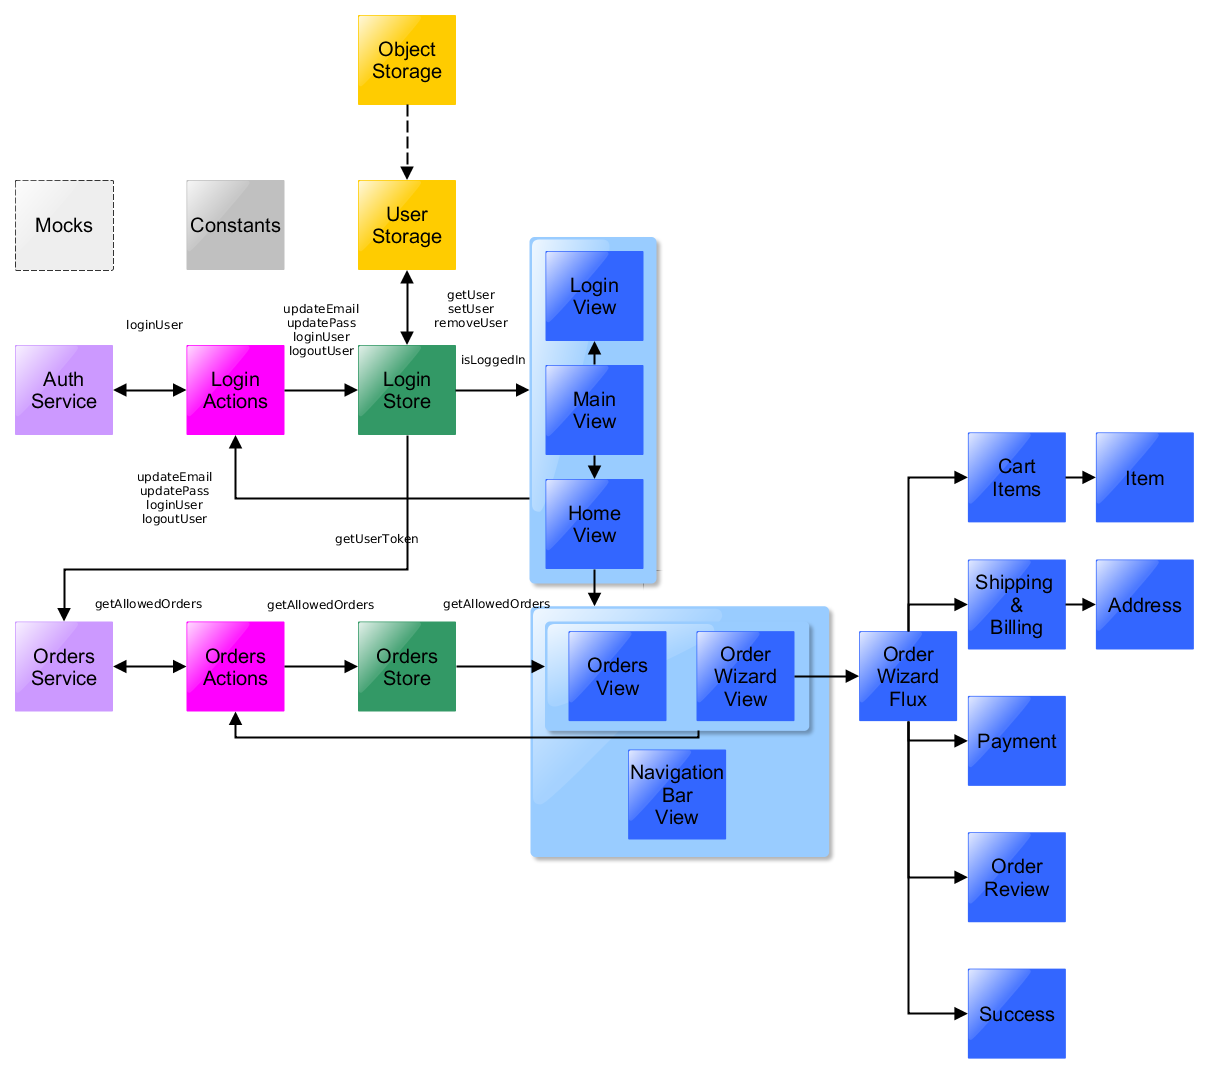 Object
Storage
Mocks
Constants
User
Storage
Login
View
getUser
setUser
removeUser
updateEmail
updatePass
loginUser
logoutUser
loginUser
isLoggedIn
Auth
Service
Login
Actions
Login
Store
Main
View
updateEmail
updatePass
loginUser
logoutUser
Home
View
getUserToken
Cart
Items
Item
Shipping
&
Billing
Address
getAllowedOrders
getAllowedOrders
getAllowedOrders
Orders
Service
Orders
Actions
Orders
Store
Orders
View
Order
Wizard
View
Order
Wizard
Flux
Payment
Navigation
Bar
View
Order
Review
Success